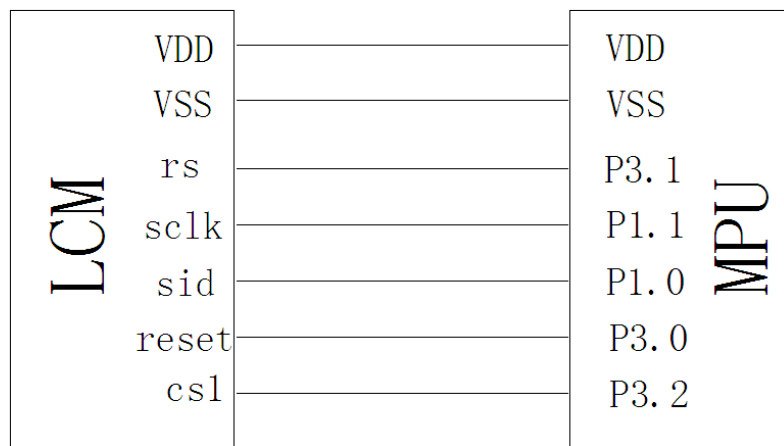 LCM
VDD VDD
VSS VSS
rs P3.1
sclk P1.1
sid P1.0
reset P3.0
csl P3.2
MPU